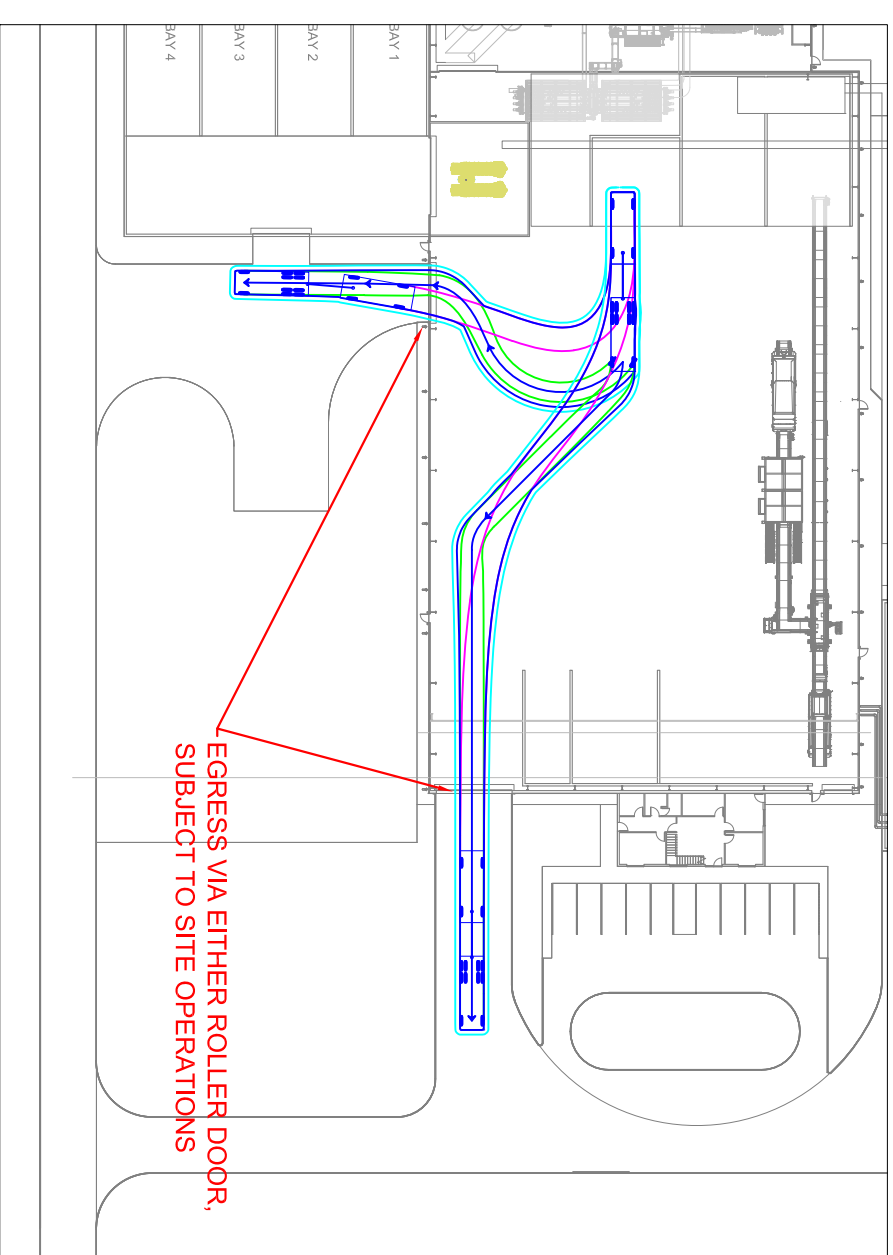 BAY 4
BAY 3
BAY 2
BAY 1
EGRESS VIA EITHER ROLLER DOOR,
SUBJECT TO SITE OPERATIONS